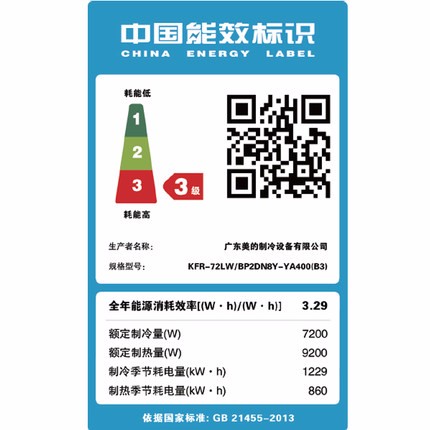 中国能效标识
CHINA ENERGY LABEL
耗能低
1
2
3
3级
耗能高
生产者名称： 广东美的制冷设备有限公司
规格型号： KFR-72LW/BP2DN8Y-YA400(B3)
全年能源消耗效率[(W·h)/(W·h)] 3.29
额定制冷量(W) 7200
额定制热量(W) 9200
制冷季节耗电量(kW·h) 1229
制热季节耗电量(kW·h) 860
依据国家标准: GB 21455-2013